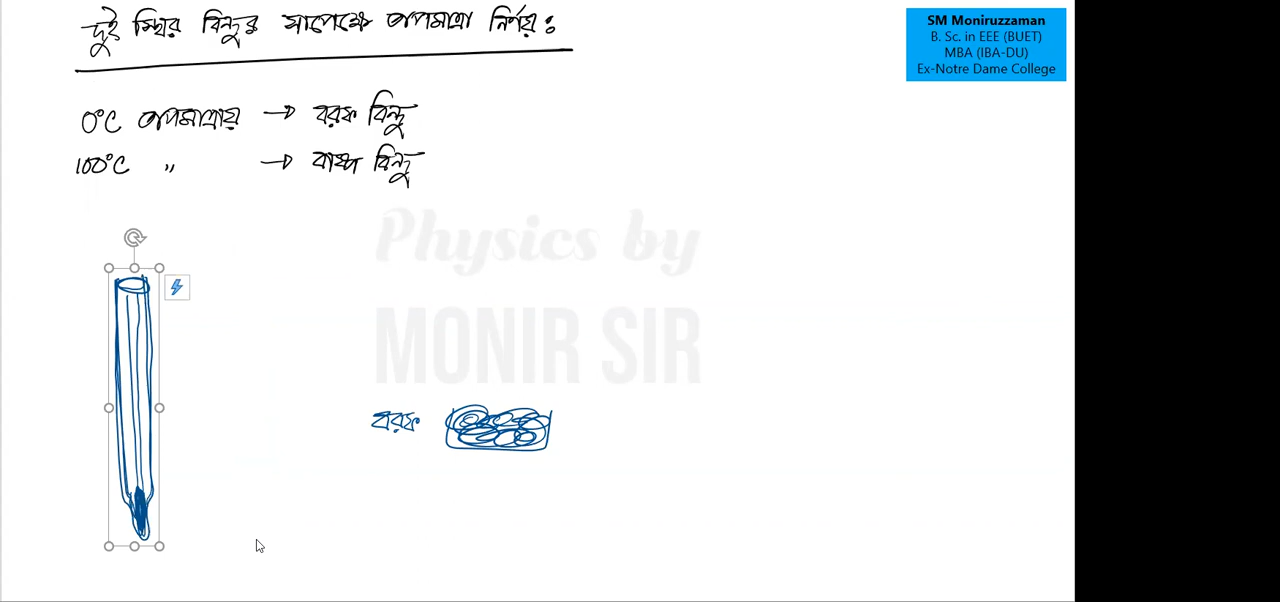 দুই স্থির বিন্দুর সাপেক্ষে তাপমাত্রা নির্ণয় :
SM Moniruzzaman
B. Sc. in EEE (BUET)
MBA (IBA-DU)
Ex-Notre Dame College
0°C তাপমাত্রায় → বরফ বিন্দু
100°C " → বাষ্প বিন্দু
Physics by
MONIR SIR
বরফ